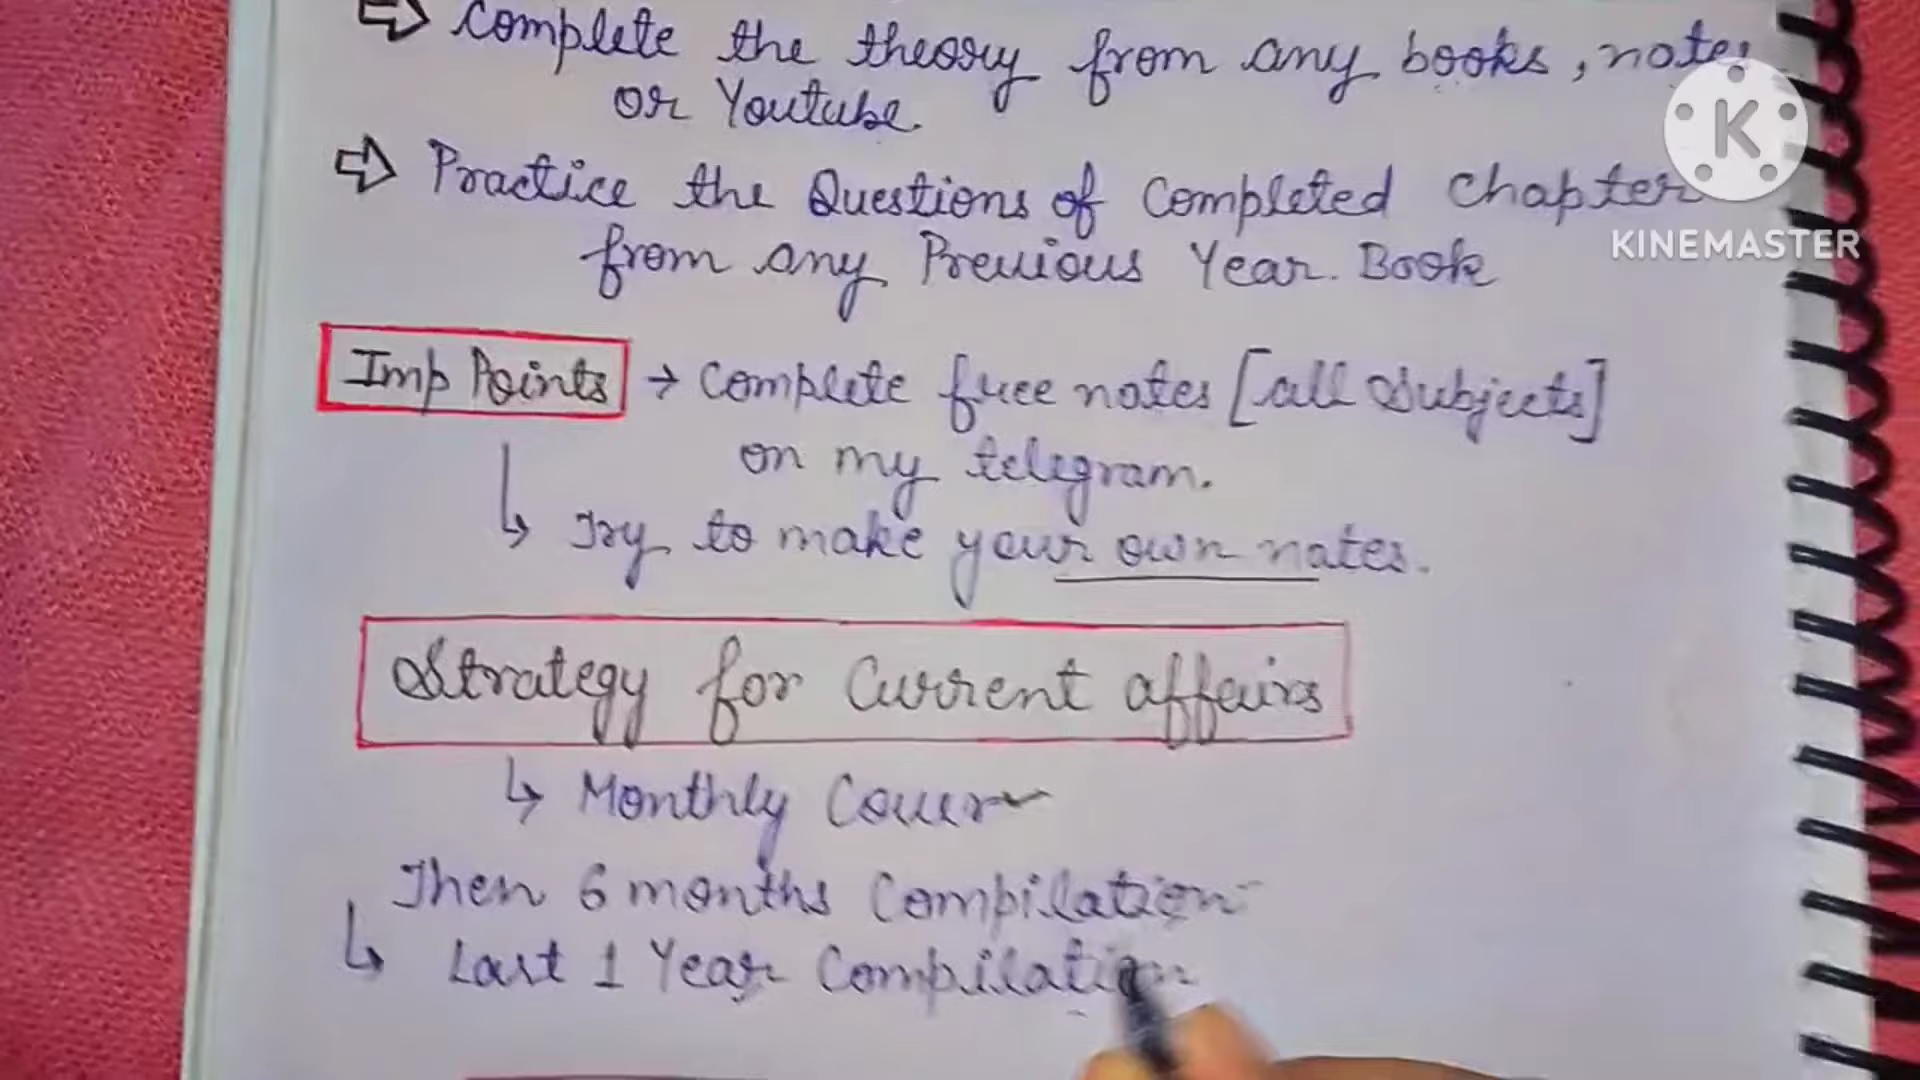 ⇒ Complete the theory from any books, notes
or Youtube.
⇒ Practice the Questions of Completed Chapter
from any Previous Year. Book
Imp Points → Complete free notes [all Subjects]
on my telegram.
↳ Try to make your own notes.
Strategy for Current affairs
↳ Monthly Cover
Then 6 months Compilation
↳ Last 1 Year Compilation
K
KINEMASTER